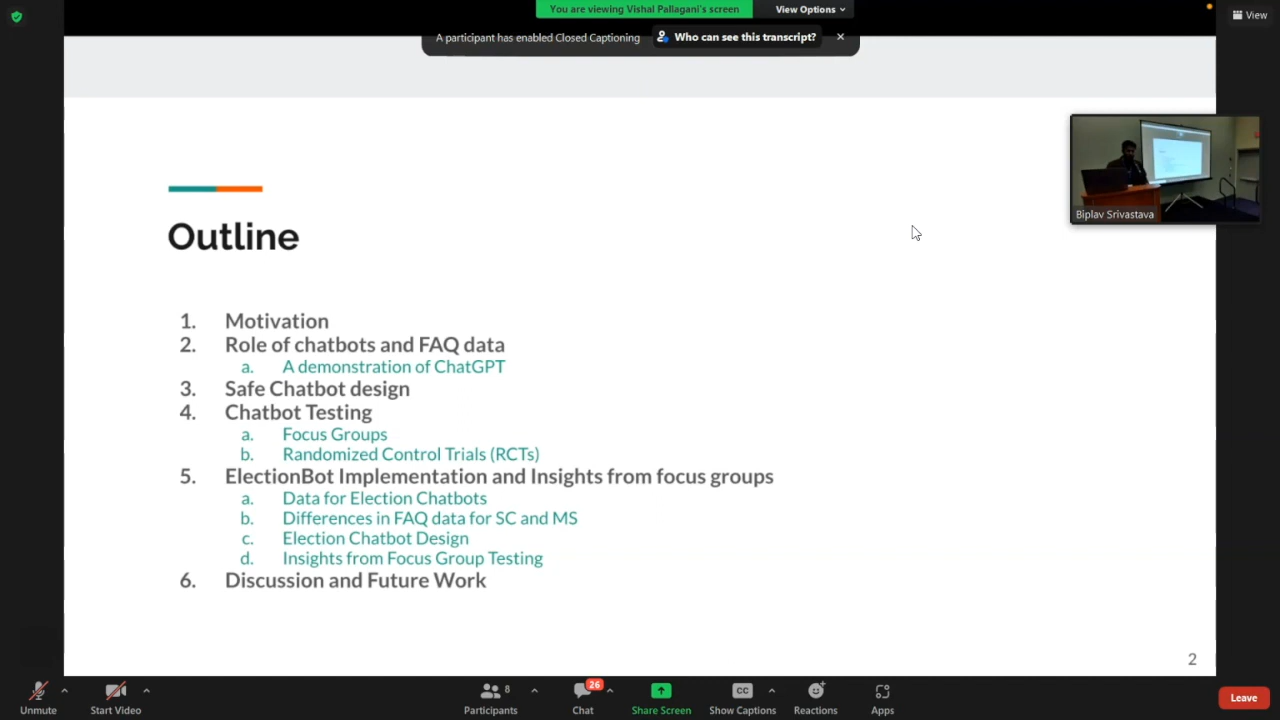 You are viewing Vishal Pallagani's screen
View Options
View
A participant has enabled Closed Captioning
Who can see this transcript?
Biplav Srivastava
Outline
1. Motivation
2. Role of chatbots and FAQ data
a. A demonstration of ChatGPT
3. Safe Chatbot design
4. Chatbot Testing
a. Focus Groups
b. Randomized Control Trials (RCTs)
5. ElectionBot Implementation and Insights from focus groups
a. Data for Election Chatbots
b. Differences in FAQ data for SC and MS
c. Election Chatbot Design
d. Insights from Focus Group Testing
6. Discussion and Future Work
2
Unmute
Start Video
Participants 8
Chat 26
Share Screen
CC Show Captions
Reactions
Apps
Leave